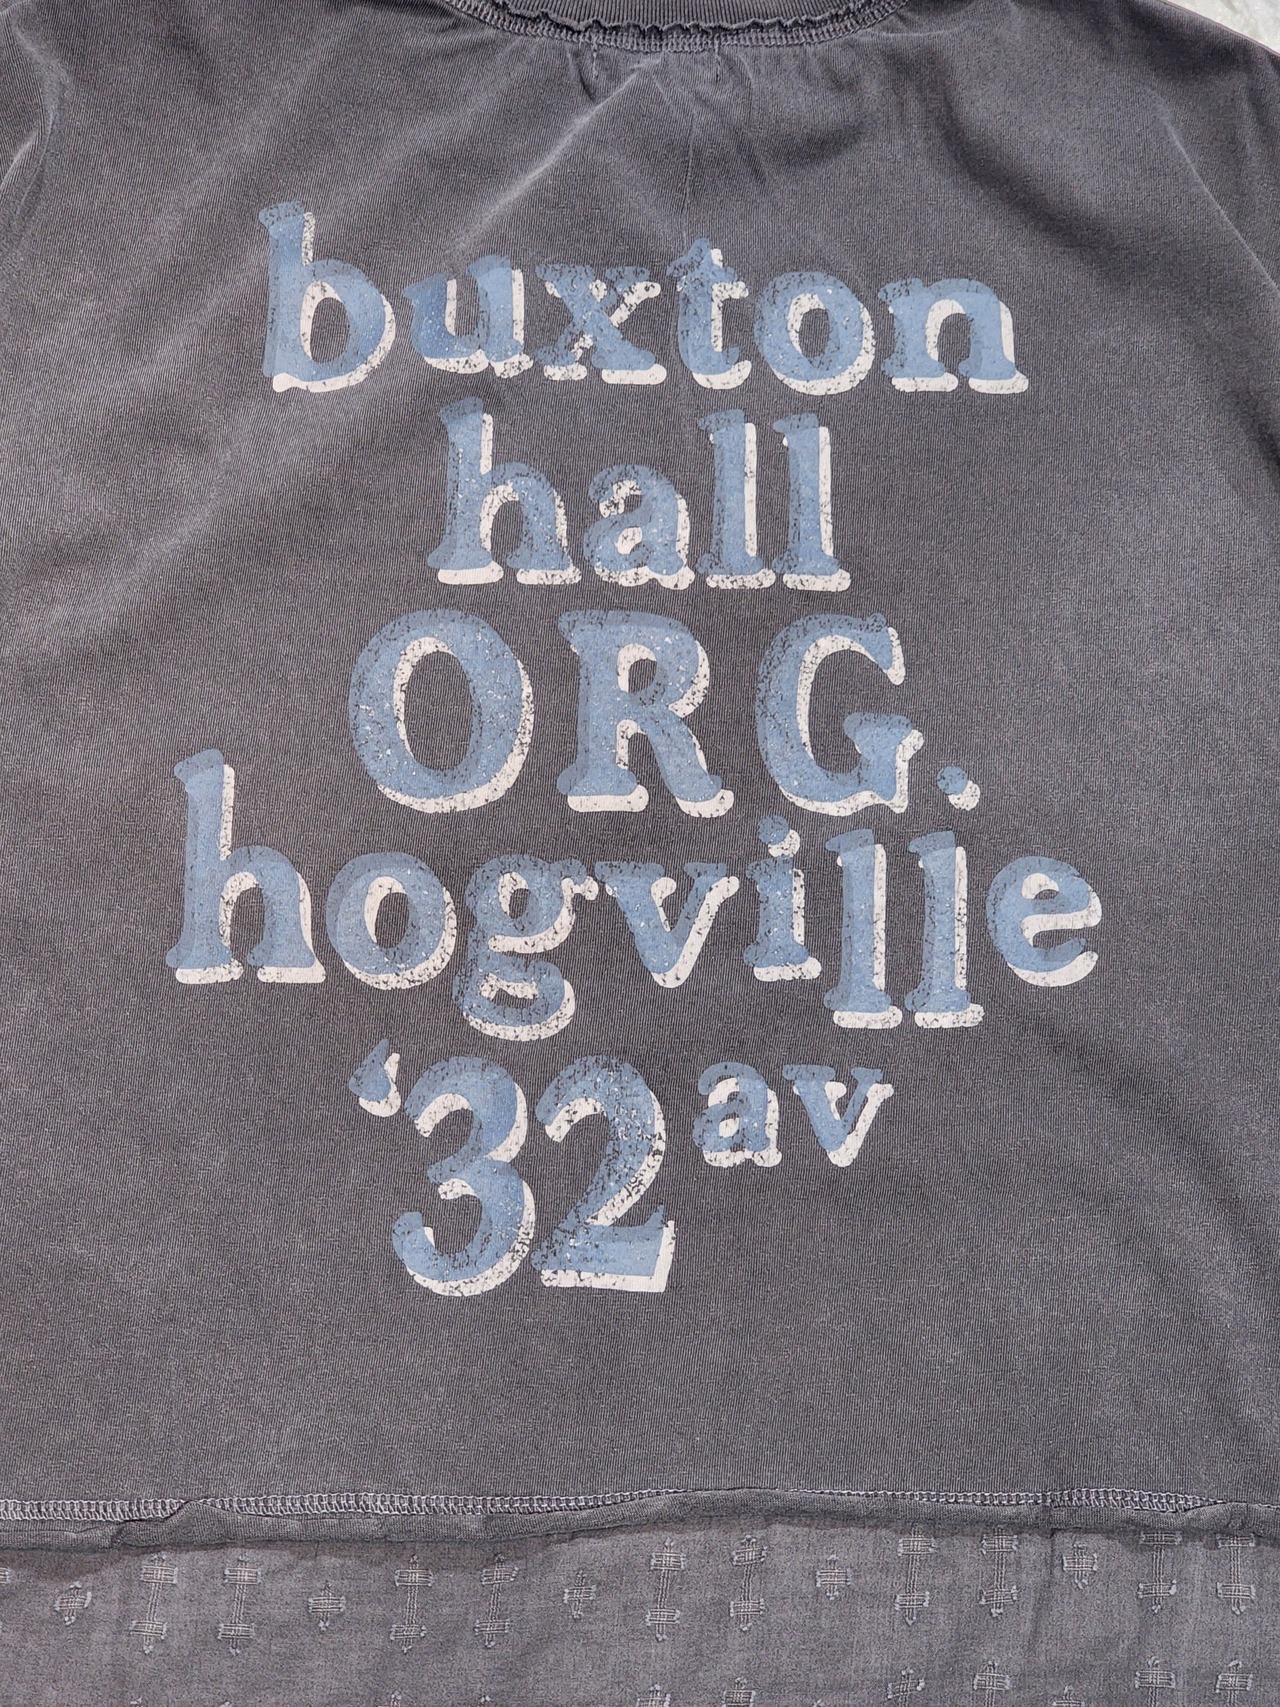 buxton
hall
ORG.
hogville
'32 av